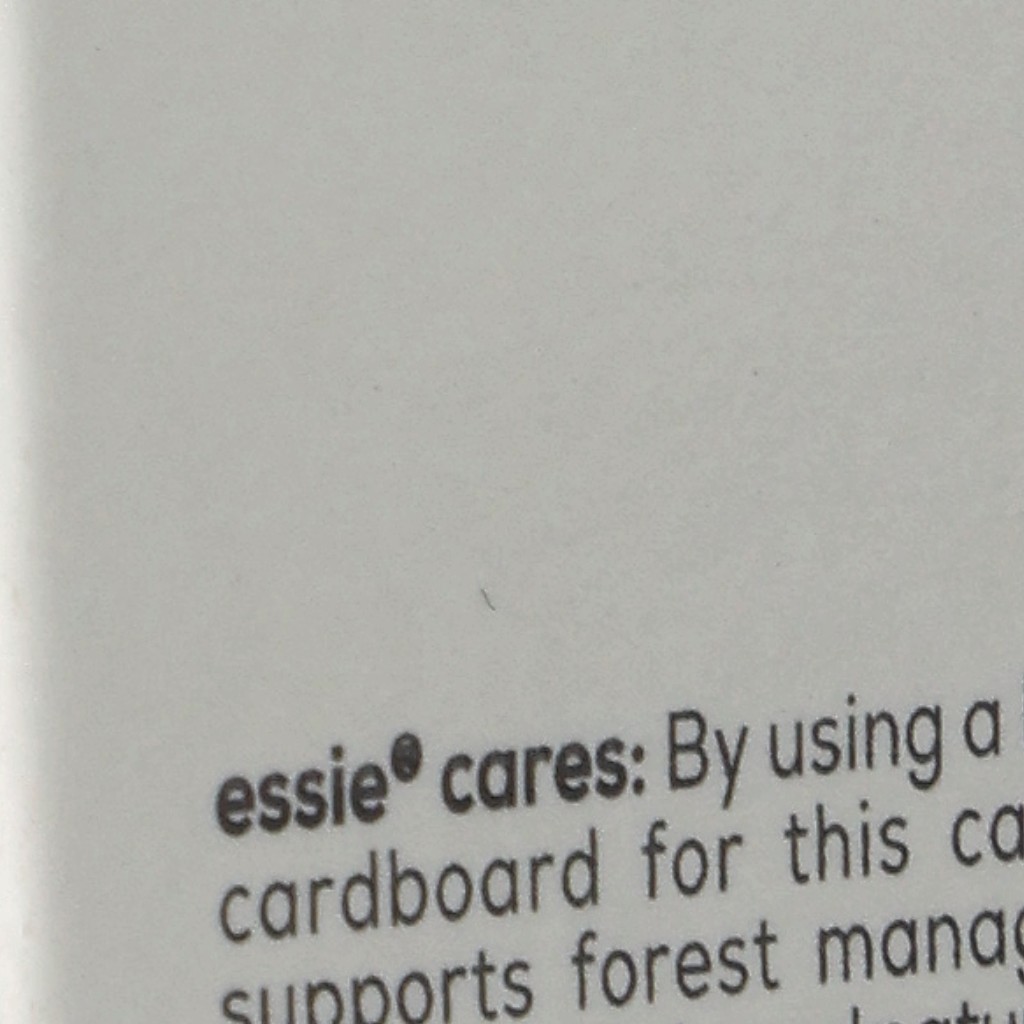 essie® cares: By using a
cardboard for this ca
supports forest manag